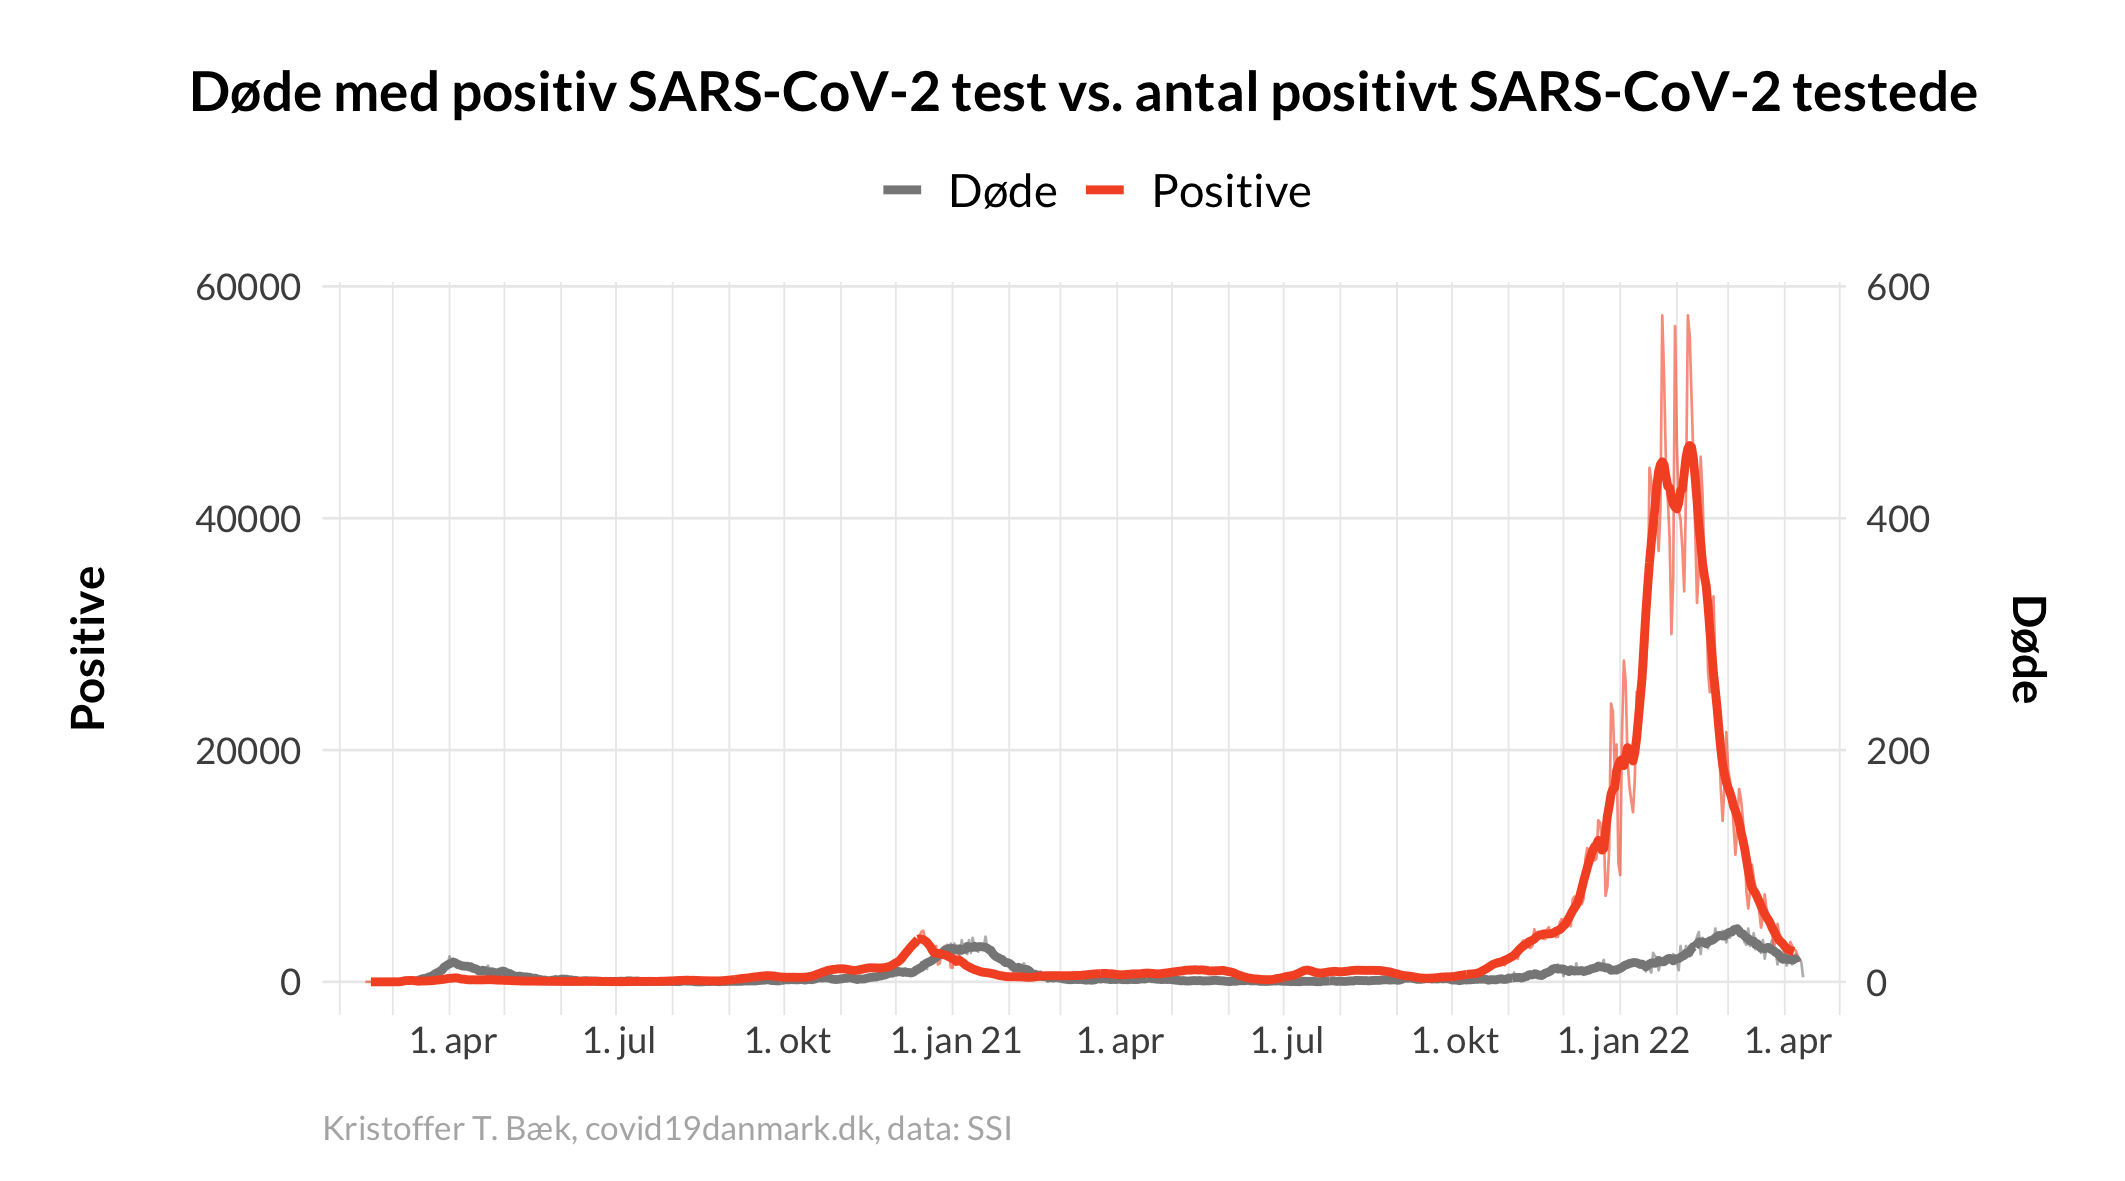 Døde med positiv SARS-CoV-2 test vs. antal positivt SARS-CoV-2 testede
Døde Positive
60000 600
40000 400
20000 200
0 0
Positive
Døde
1. apr 1. jul 1. okt 1. jan 21 1. apr 1. jul 1. okt 1. jan 22 1. apr
Kristoffer T. Bæk, covid19danmark.dk, data: SSI